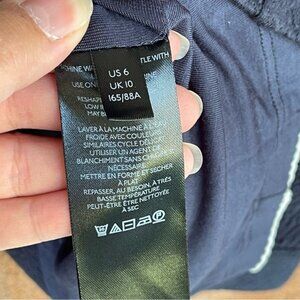 US 6
UK 10
165/88A
LAVER À LA MACHINE À L'EAU
FROIDE AVEC COULEURS
SIMILAIRES CYCLE DÉLICAT
UTILISER UN AGENT DE
BLANCHIMENT SANS CHLORE SI
NÉCESSAIRE
METTRE EN FORME ET SÉCHER
À PLAT
REPASSER, AU BESOIN, À TRÈS
BASSE TEMPÉRATURE
PEUT-ÊTRE ÊTRE NETTOYÉE
À SEC